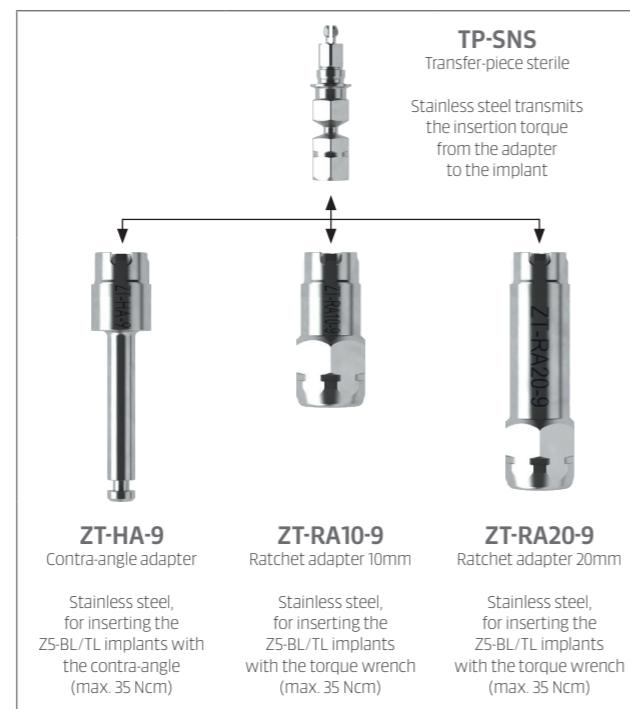 TP-SNS
Transfer-piece sterile
Stainless steel transmits
the insertion torque
from the adapter
to the implant
ZT-HA-9
ZT-RA10-9
ZT-RA20-9
ZT-HA-9
Contra-angle adapter
Stainless steel,
for inserting the
Z5-BL/TL implants with
the contra-angle
(max. 35 Ncm)
ZT-RA10-9
Ratchet adapter 10mm
Stainless steel,
for inserting the
Z5-BL/TL implants
with the torque wrench
(max. 35 Ncm)
ZT-RA20-9
Ratchet adapter 20mm
Stainless steel,
for inserting the
Z5-BL/TL implants
with the torque wrench
(max. 35 Ncm)